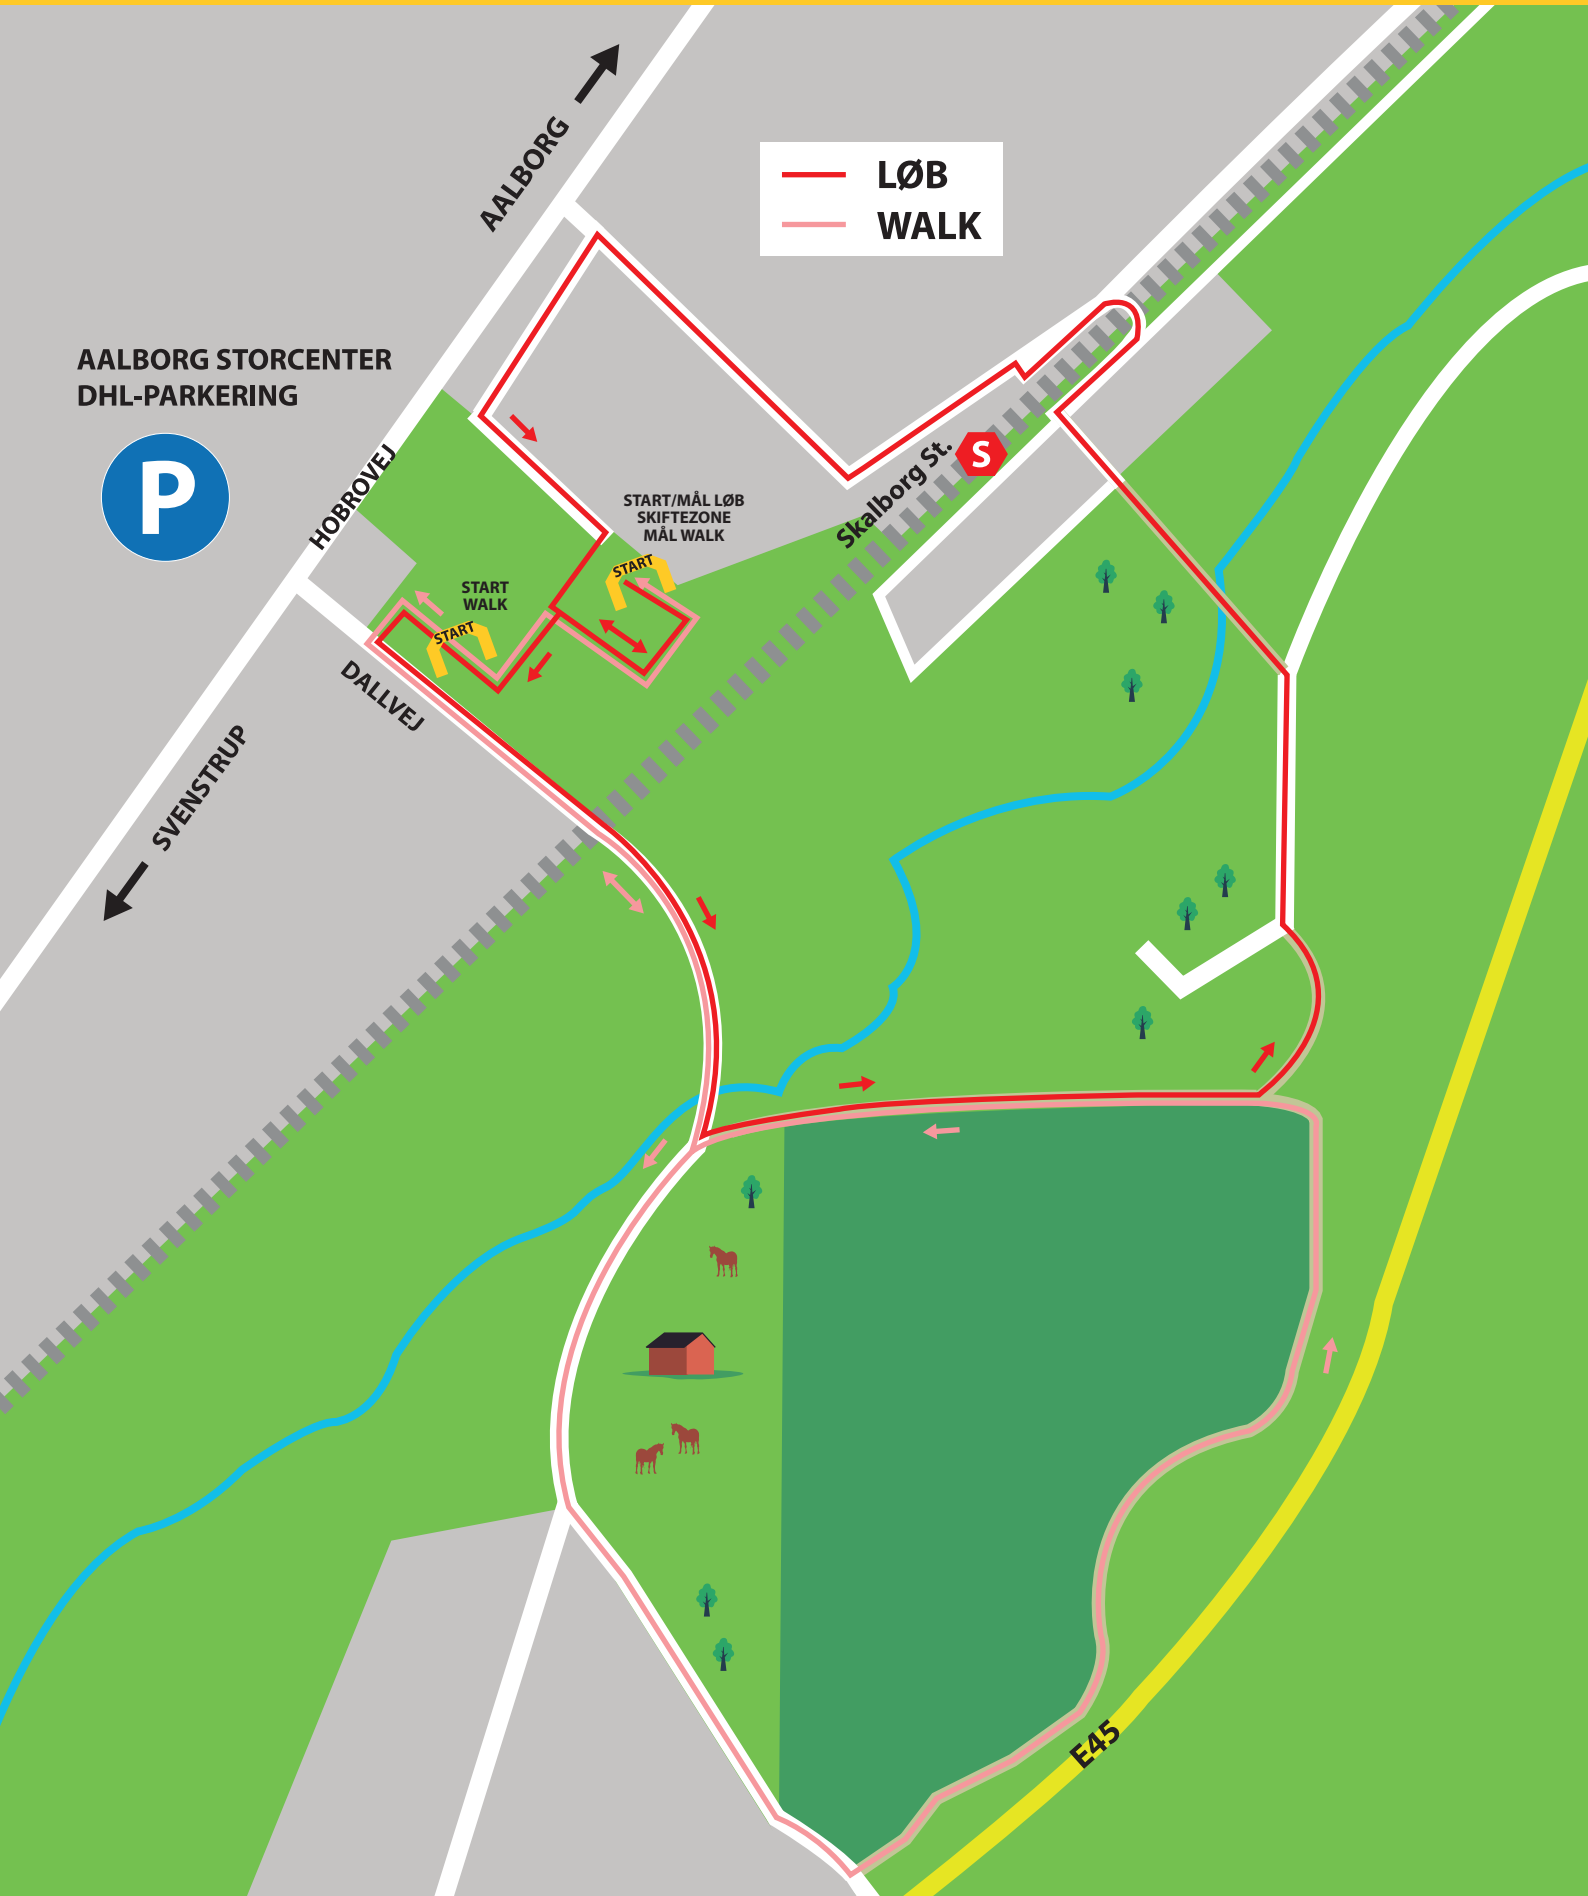 AALBORG
LØB
WALK
AALBORG STORCENTER
DHL-PARKERING
P
HOBROVEJ
Skalborg St.
S
START/MÅL LØB
SKIFTEZONE
MÅL WALK
START
START
WALK
START
DALLVEJ
SVENSTRUP
E45